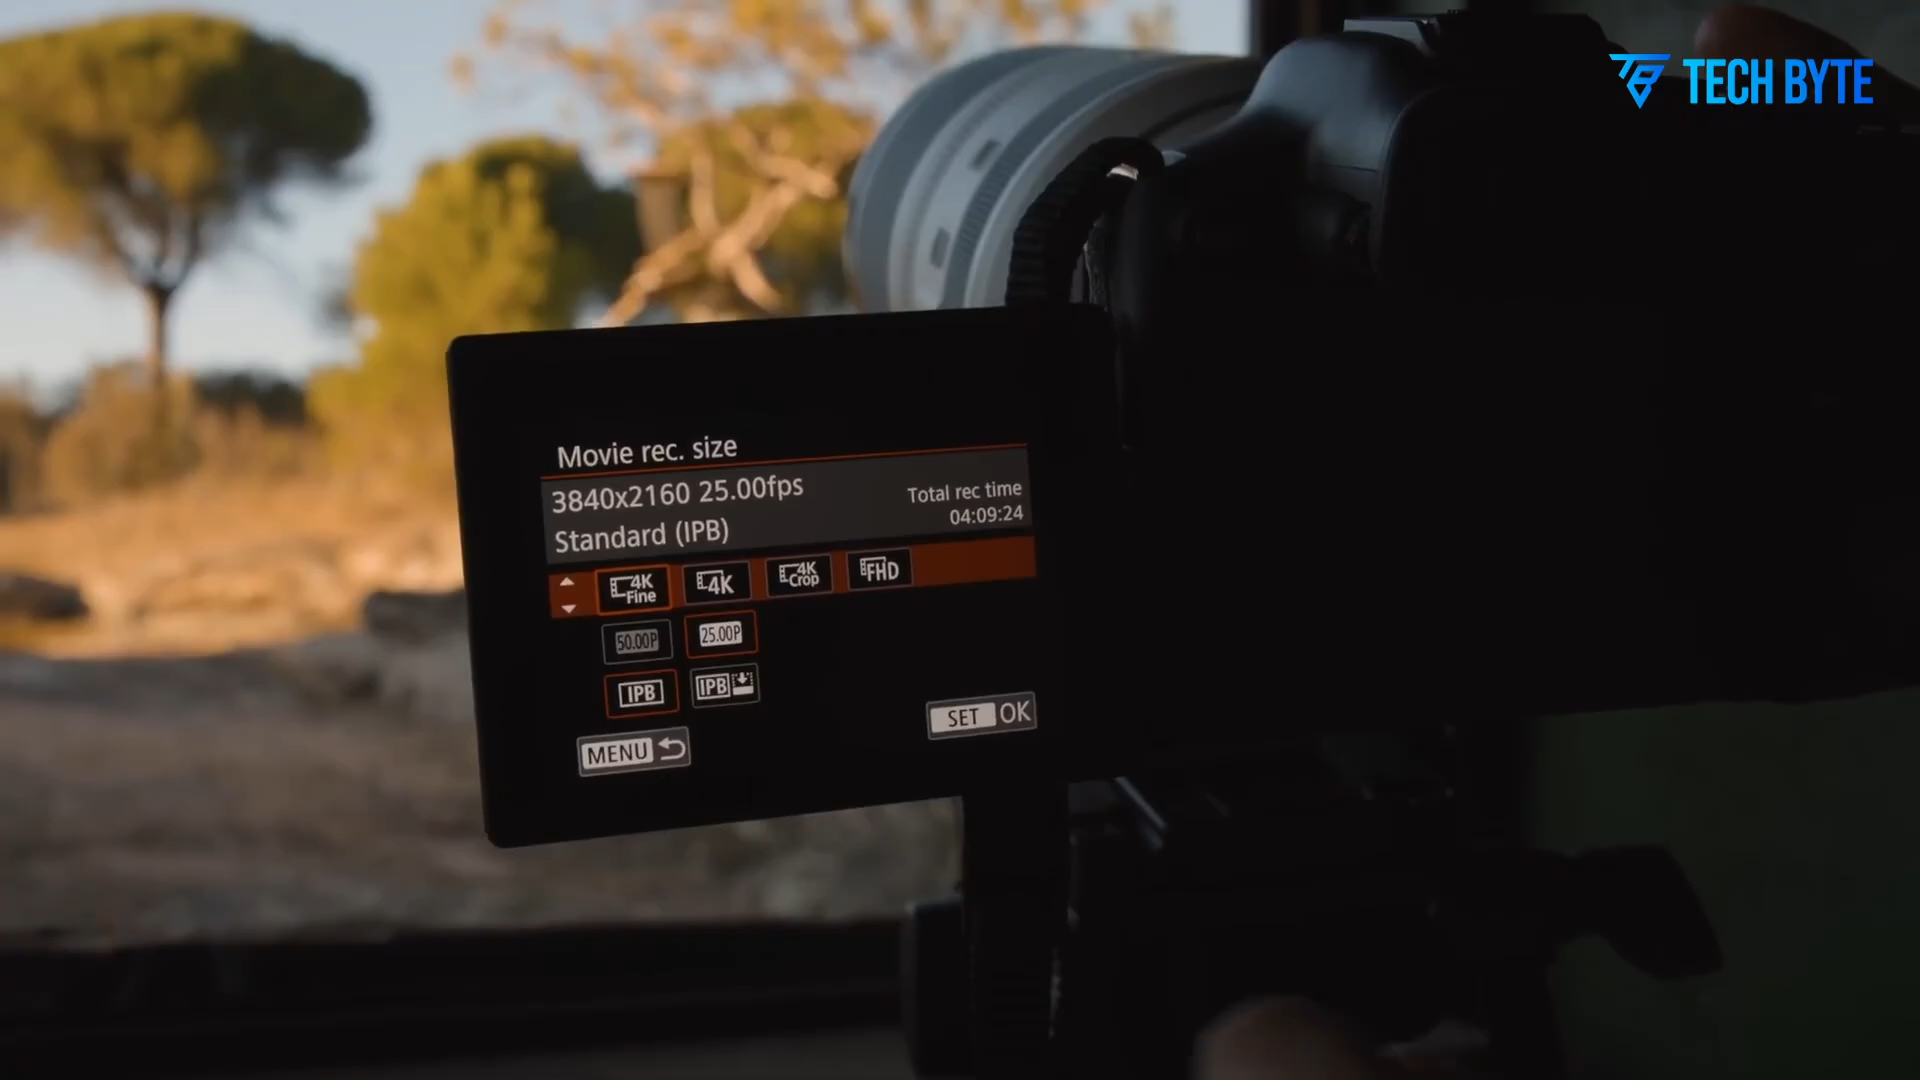 TECH BYTE
Movie rec. size
3840x2160 25.00fps
Standard (IPB)
Total rec time
04:09:24
4K Fine
4K
4K Crop
FHD
50.00P
25.00P
IPB
IPB
MENU
SET OK